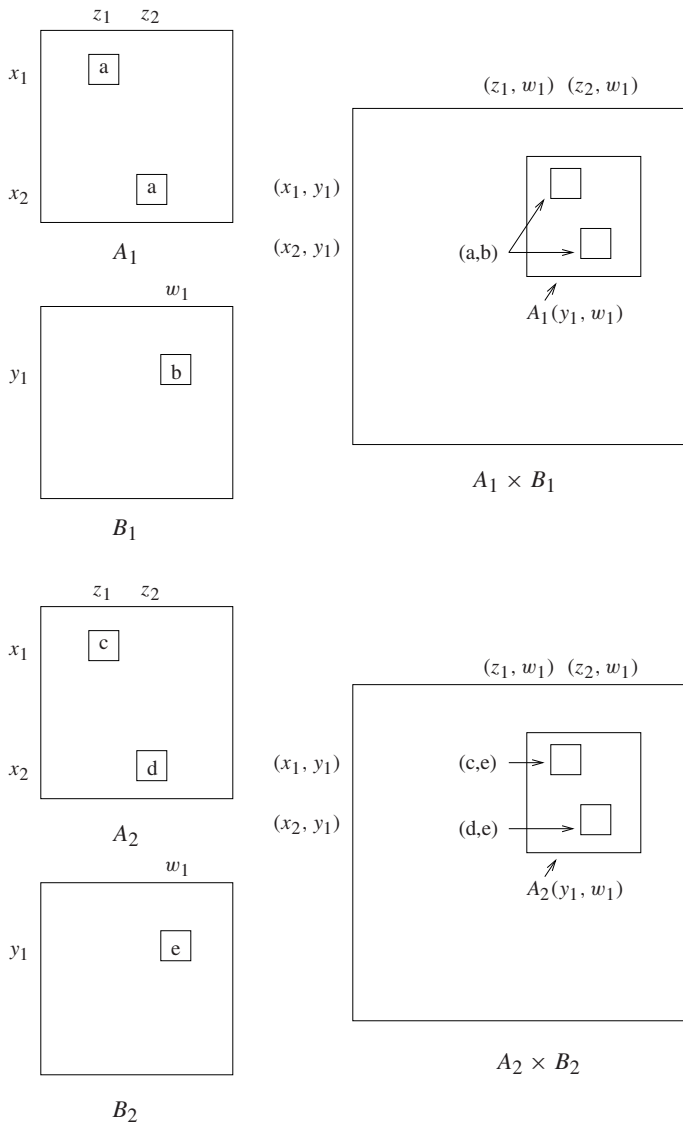 z₁ z₂
x₁ a
x₂ a
A₁
w₁
y₁ b
B₁
(z₁, w₁) (z₂, w₁)
(x₁, y₁)
(x₂, y₁) (a,b)
A₁(y₁, w₁)
A₁ × B₁
z₁ z₂
x₁ c
x₂ d
A₂
w₁
y₁ e
B₂
(z₁, w₁) (z₂, w₁)
(x₁, y₁) (c,e)
(x₂, y₁) (d,e)
A₂(y₁, w₁)
A₂ × B₂